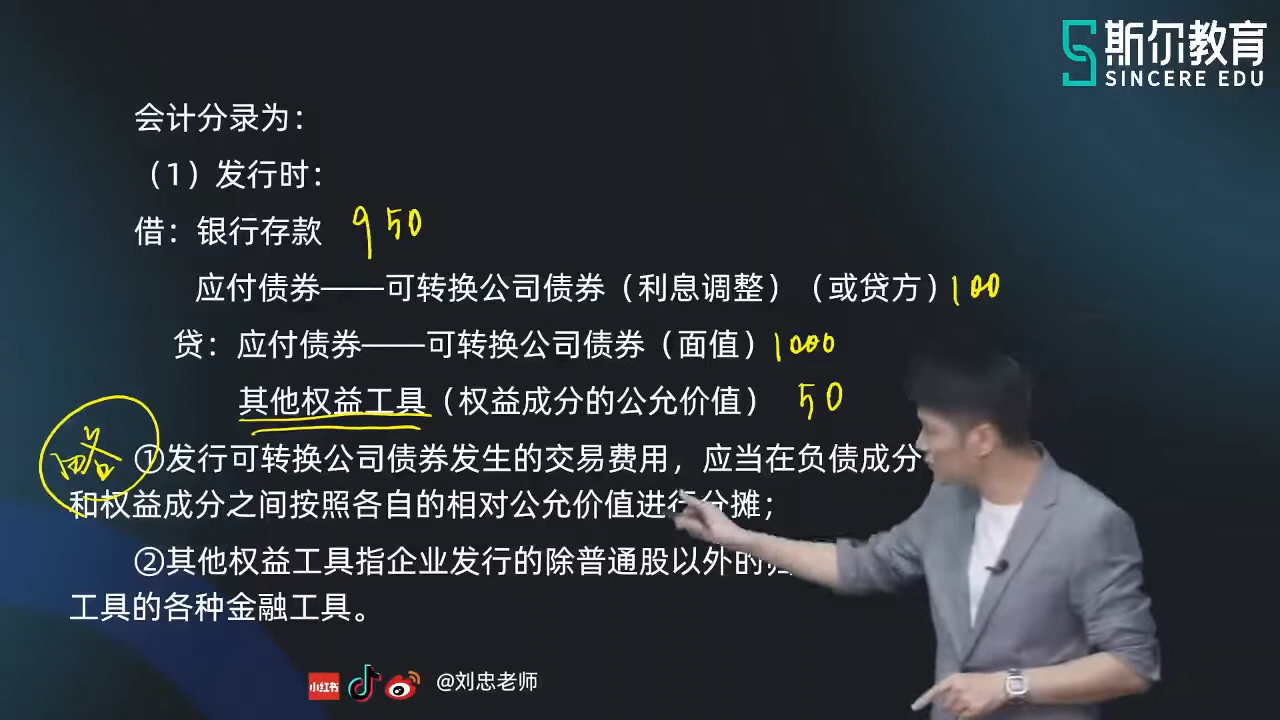 斯尔教育
SINCERE EDU
会计分录为：
（1）发行时：
借：银行存款 950
应付债券——可转换公司债券（利息调整）（或贷方）100
贷：应付债券——可转换公司债券（面值）1000
其他权益工具（权益成分的公允价值） 50
略
①发行可转换公司债券发生的交易费用，应当在负债成分
和权益成分之间按照各自的相对公允价值进行分摊；
②其他权益工具指企业发行的除普通股以外的
工具的各种金融工具。
小红书
@刘忠老师